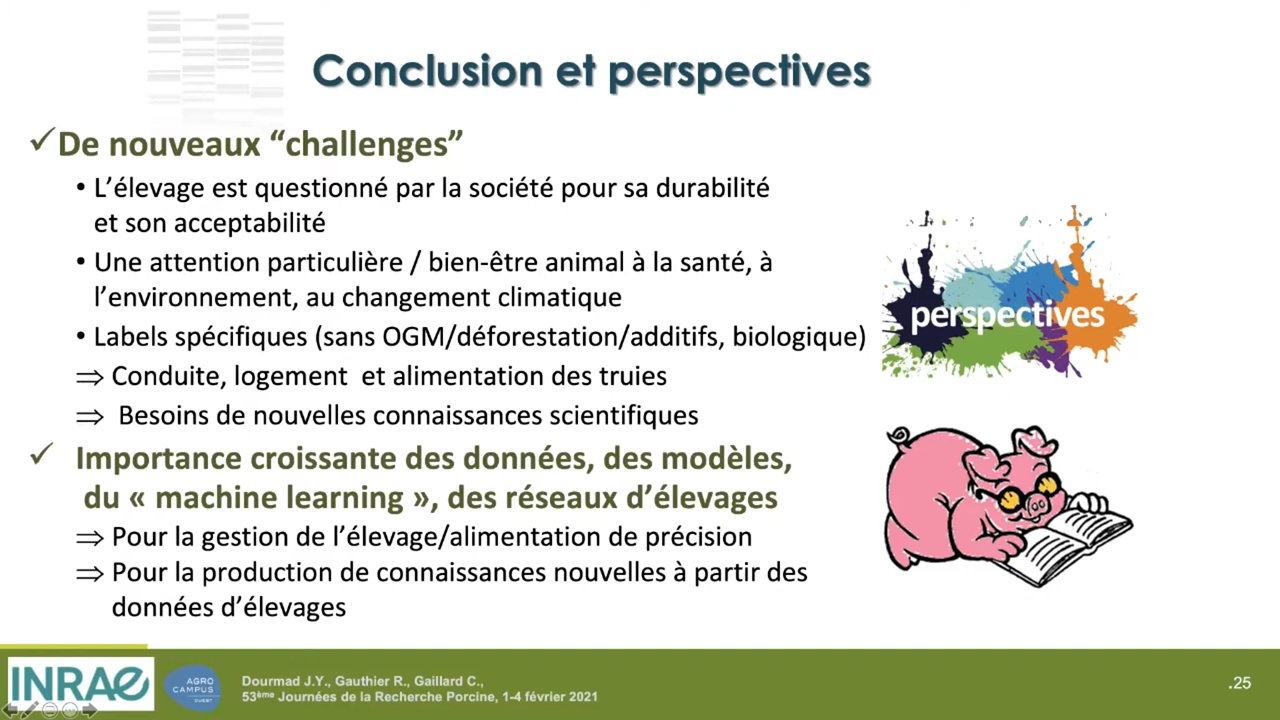 Conclusion et perspectives
✓De nouveaux “challenges”
• L’élevage est questionné par la société pour sa durabilité
et son acceptabilité
• Une attention particulière / bien-être animal à la santé, à
l’environnement, au changement climatique
• Labels spécifiques (sans OGM/déforestation/additifs, biologique)
⇒ Conduite, logement et alimentation des truies
⇒ Besoins de nouvelles connaissances scientifiques
perspectives
✓ Importance croissante des données, des modèles,
du « machine learning », des réseaux d’élevages
⇒ Pour la gestion de l’élevage/alimentation de précision
⇒ Pour la production de connaissances nouvelles à partir des
données d’élevages
INRAE
AGRO
CAMPUS
OUEST
Dourmad J.Y., Gauthier R., Gaillard C.,
53ème Journées de la Recherche Porcine, 1-4 février 2021
.25